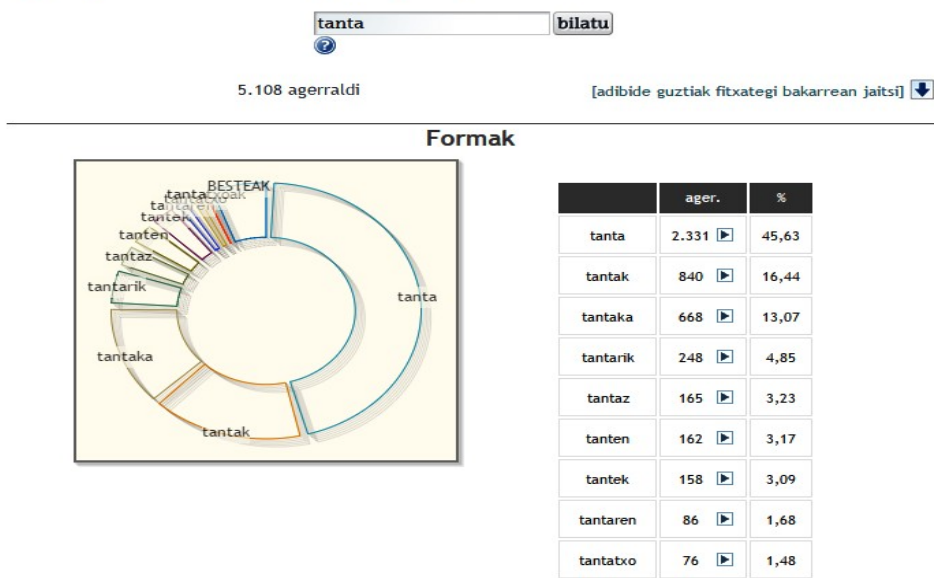 tanta bilatu
?
5.108 agerraldi [adibide guztiak fitxategi bakarrean jaitsi]
Formak
BESTEAK
tantatxoak
tantatxo
tantaren
tantek
tanten
tantaz
tantarik
tanta
tantaka
tantak
ager. %
tanta 2.331 45,63
tantak 840 16,44
tantaka 668 13,07
tantarik 248 4,85
tantaz 165 3,23
tanten 162 3,17
tantek 158 3,09
tantaren 86 1,68
tantatxo 76 1,48